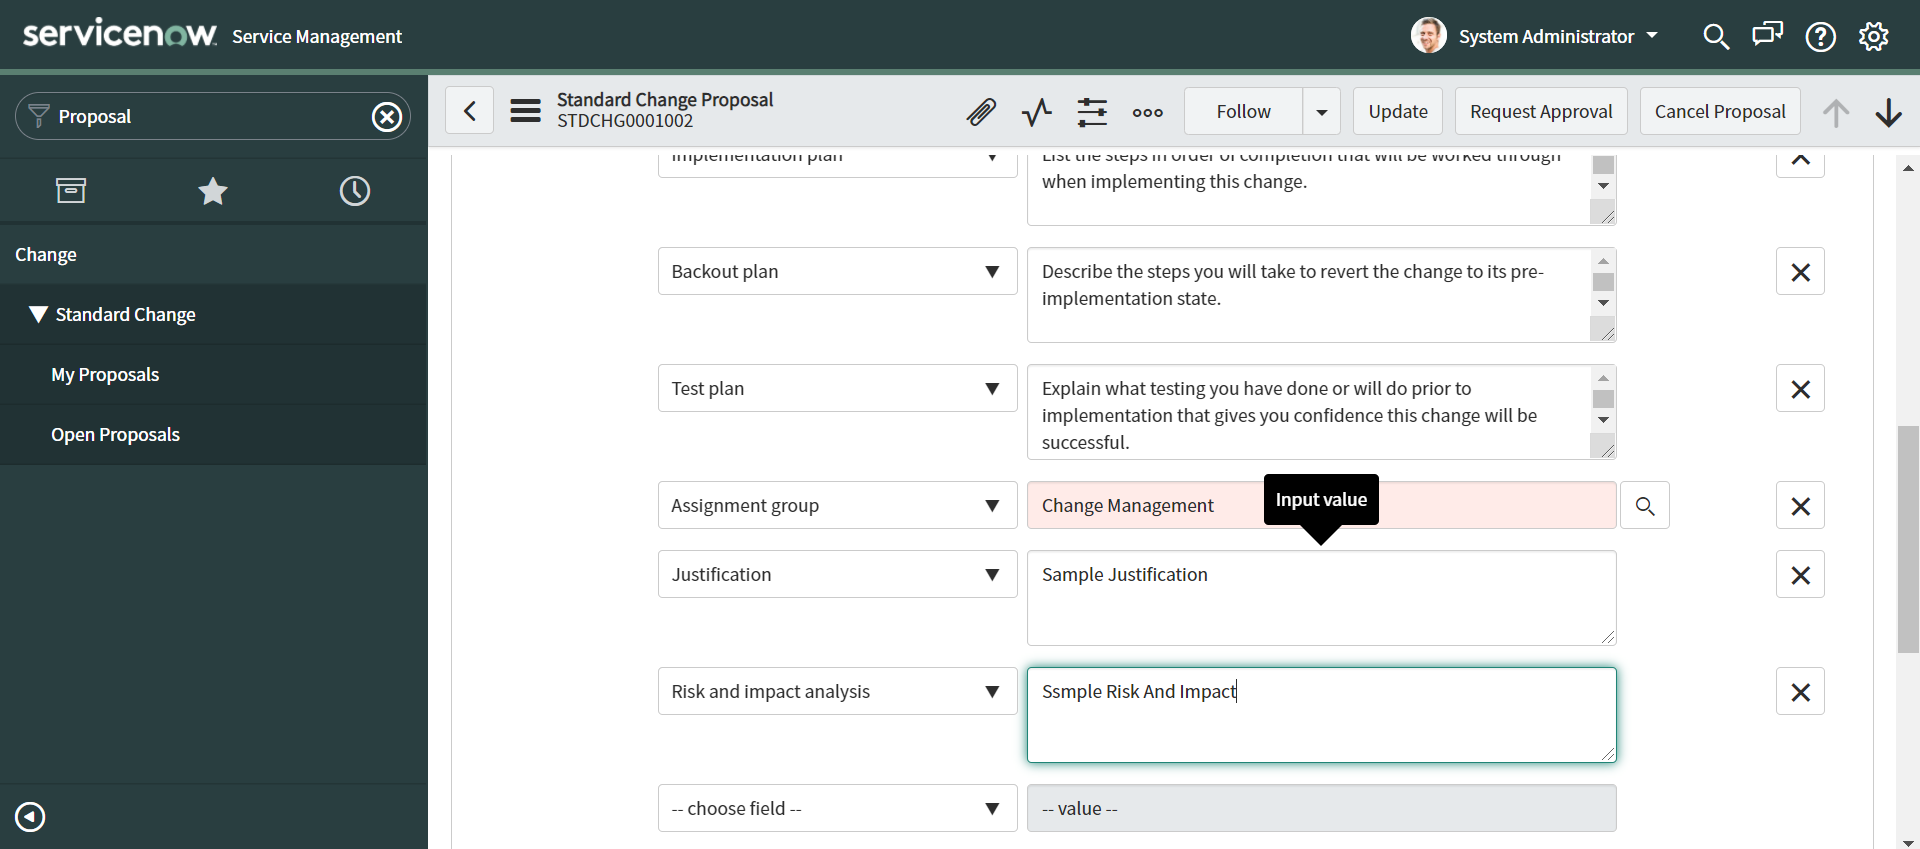 servicenow Service Management
System Administrator
Proposal
Standard Change Proposal
STDCHG0001002
Follow
Update
Request Approval
Cancel Proposal
Change
Standard Change
My Proposals
Open Proposals
Implementation plan
List the steps in order of completion that will be worked through
when implementing this change.
Backout plan
Describe the steps you will take to revert the change to its pre-
implementation state.
Test plan
Explain what testing you have done or will do prior to
implementation that gives you confidence this change will be
successful.
Assignment group
Change Management
Input value
Justification
Sample Justification
Risk and impact analysis
Ssmple Risk And Impact
-- choose field --
-- value --